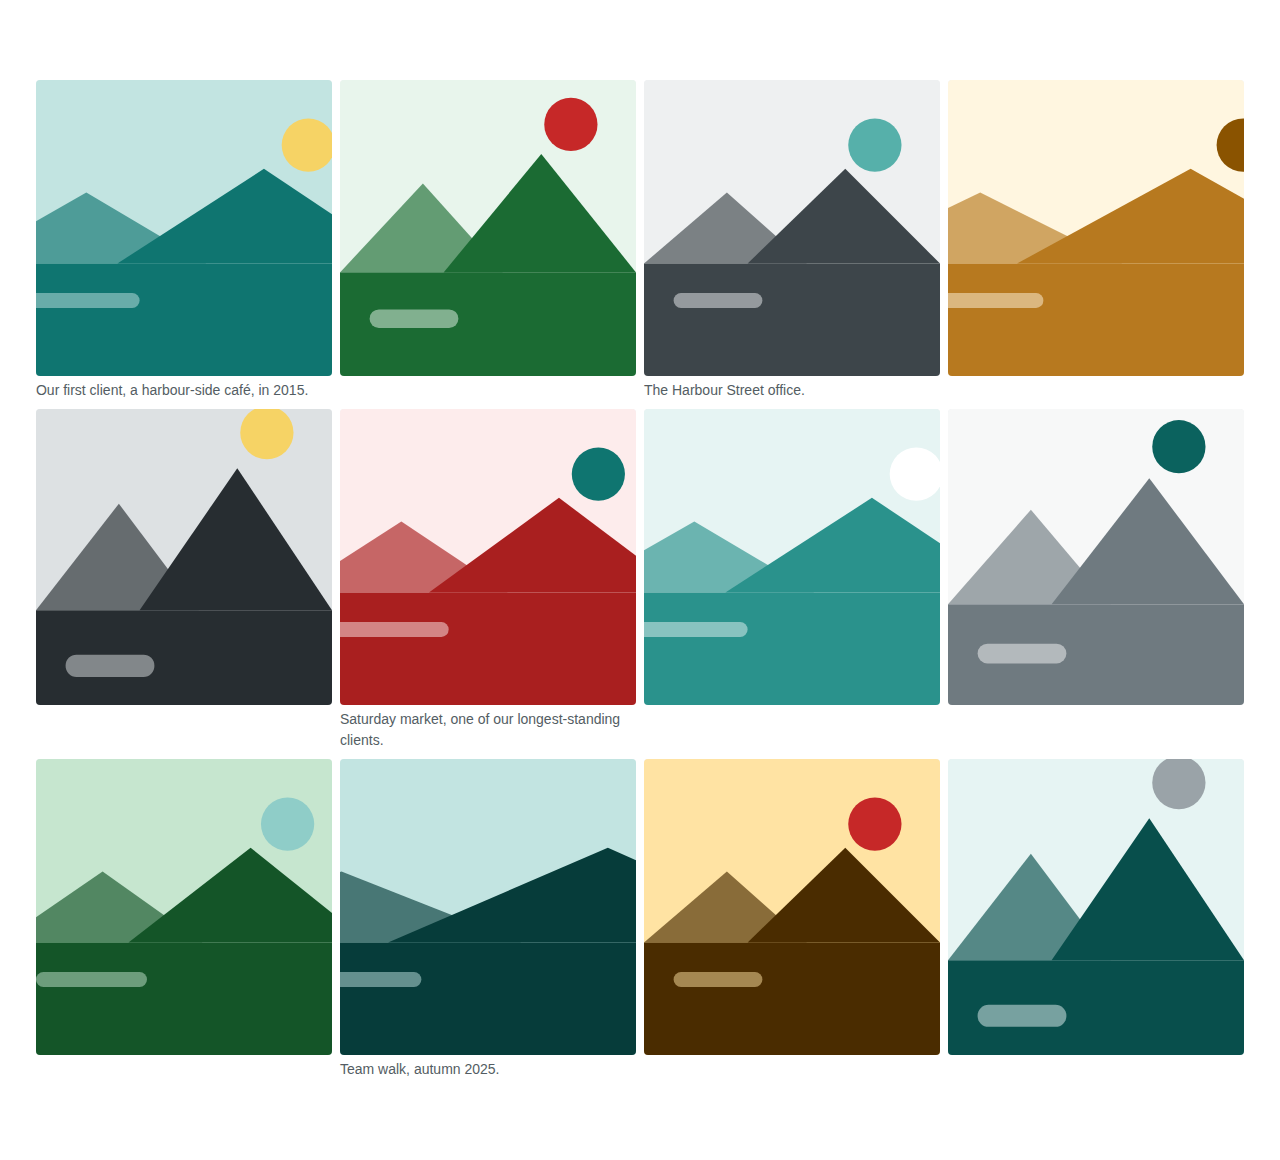 Our first client, a harbour-side café, in 2015.
The Harbour Street office.
Saturday market, one of our longest-standing
clients.
Team walk, autumn 2025.